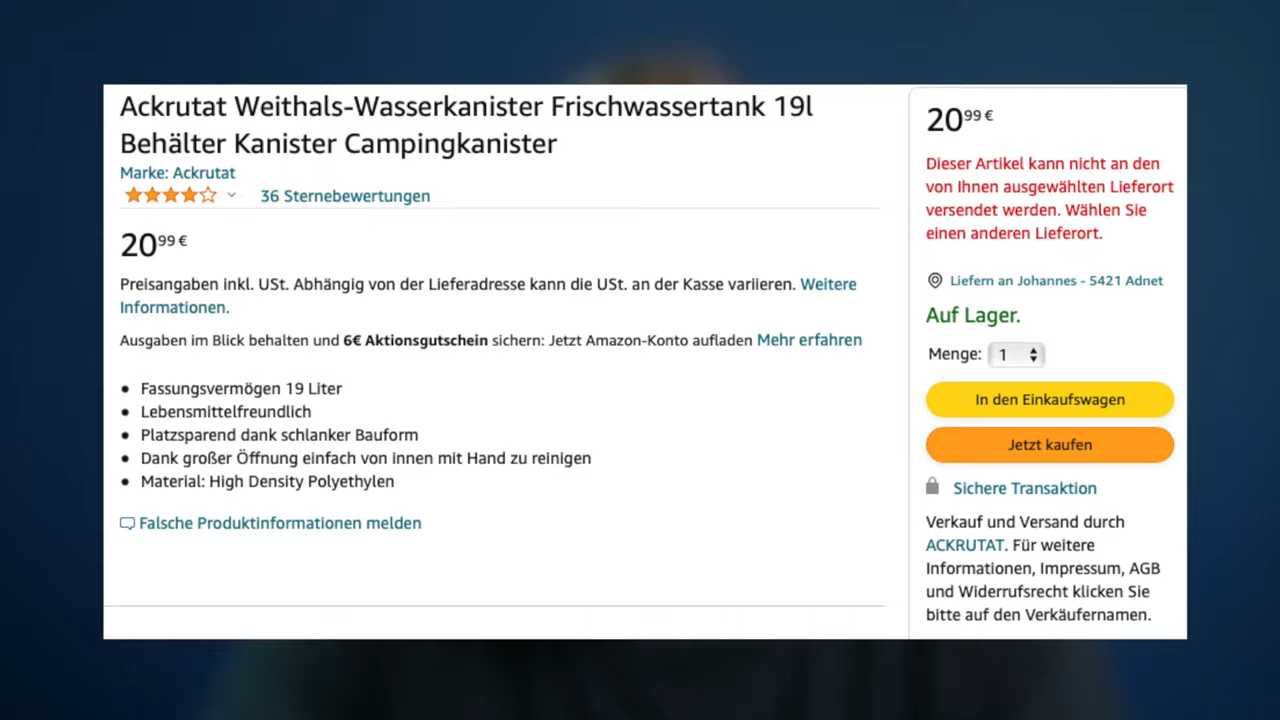 Ackrutat Weithals-Wasserkanister Frischwassertank 19l
Behälter Kanister Campingkanister
Marke: Ackrutat
36 Sternebewertungen
20⁹⁹ €
Preisangaben inkl. USt. Abhängig von der Lieferadresse kann die USt. an der Kasse variieren. Weitere
Informationen.
Ausgaben im Blick behalten und 6€ Aktionsgutschein sichern: Jetzt Amazon-Konto aufladen Mehr erfahren
Fassungsvermögen 19 Liter
Lebensmittelfreundlich
Platzsparend dank schlanker Bauform
Dank großer Öffnung einfach von innen mit Hand zu reinigen
Material: High Density Polyethylen
Falsche Produktinformationen melden
20⁹⁹ €
Dieser Artikel kann nicht an den
von Ihnen ausgewählten Lieferort
versendet werden. Wählen Sie
einen anderen Lieferort.
Liefern an Johannes - 5421 Adnet
Auf Lager.
Menge: 1
In den Einkaufswagen
Jetzt kaufen
Sichere Transaktion
Verkauf und Versand durch
ACKRUTAT. Für weitere
Informationen, Impressum, AGB
und Widerrufsrecht klicken Sie
bitte auf den Verkäufernamen.